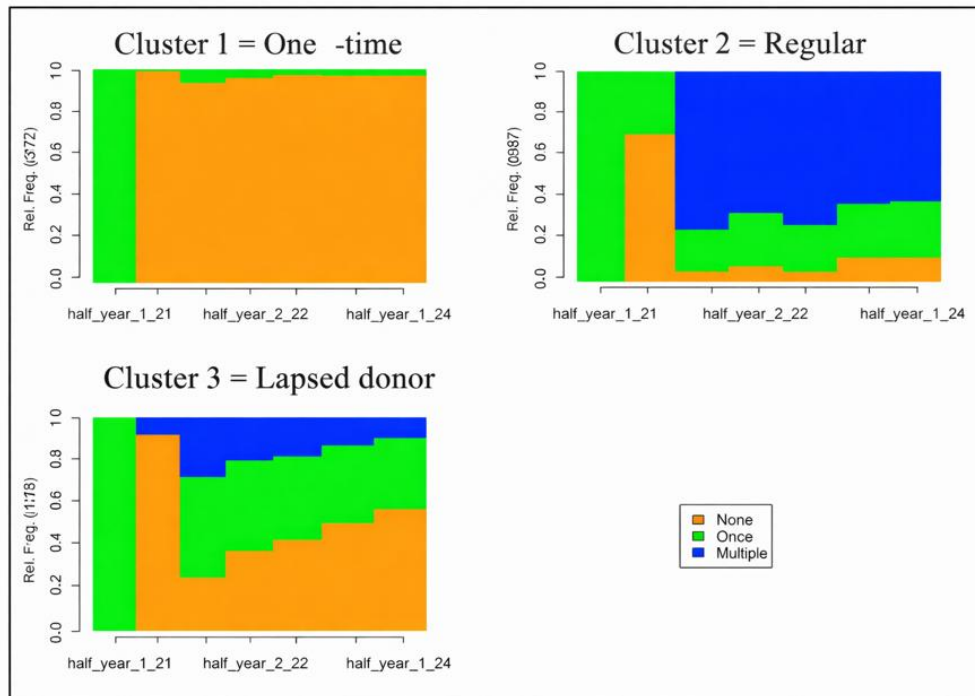 Cluster 1 = One -time
Cluster 2 = Regular
Rel. Freq.
0.0 0.2 0.4 0.6 0.8 1.0
half_year_1_21 half_year_2_22 half_year_1_24
Rel. Freq.
0.0 0.2 0.4 0.6 0.8 1.0
half_year_1_21 half_year_2_22 half_year_1_24
Cluster 3 = Lapsed donor
Rel. Freq.
0.0 0.2 0.4 0.6 0.8 1.0
half_year_1_21 half_year_2_22 half_year_1_24
None
Once
Multiple